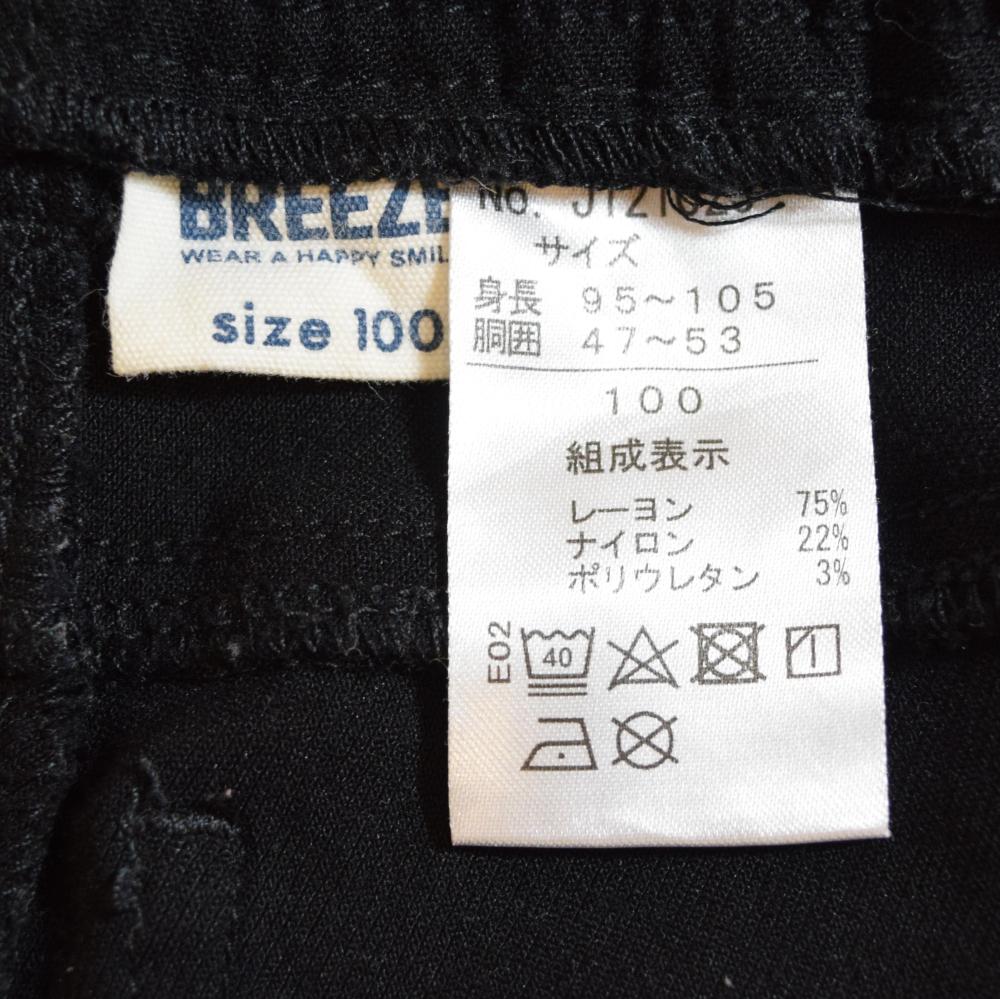 BREEZE
WEAR A HAPPY SMIL
size 100
No.
サイズ
身長 95～105
胴囲 47～53
100
組成表示
レーヨン 75%
ナイロン 22%
ポリウレタン 3%
E02
40